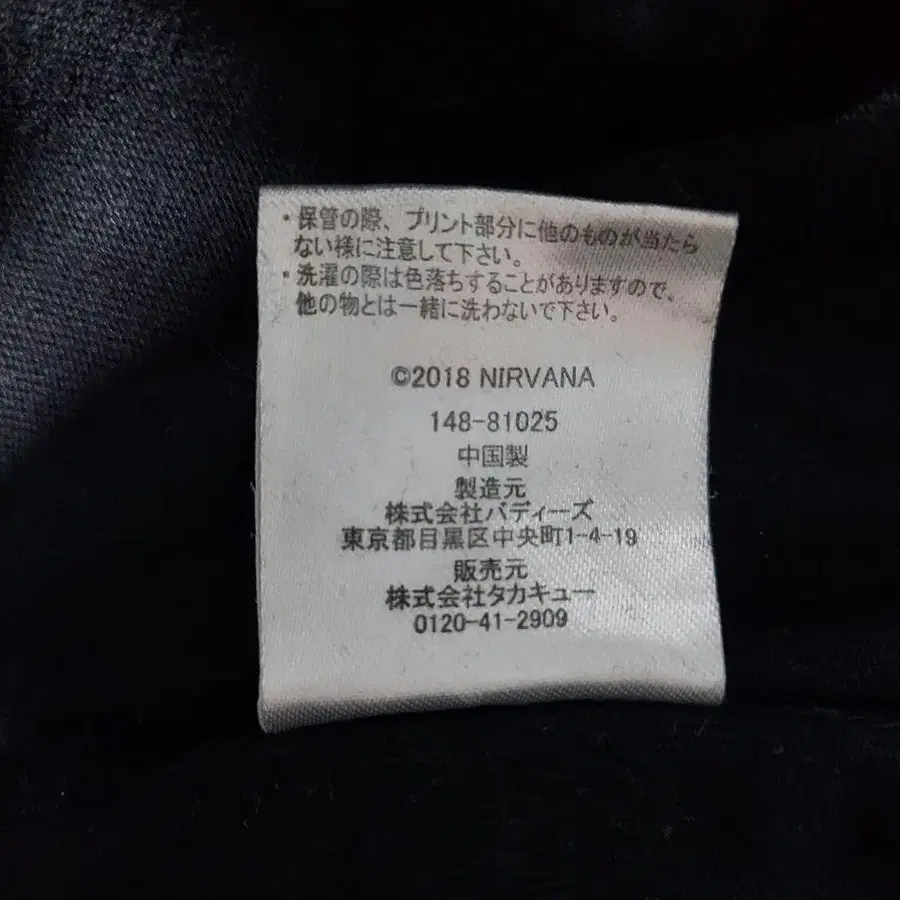 ・保管の際、プリント部分に他のものが当たら
ない様に注意して下さい。
・洗濯の際は色落ちすることがありますので、
他の物とは一緒に洗わないで下さい。
©2018 NIRVANA
148-81025
中国製
製造元
株式会社バディーズ
東京都目黒区中央町1-4-19
販売元
株式会社タカキュー
0120-41-2909